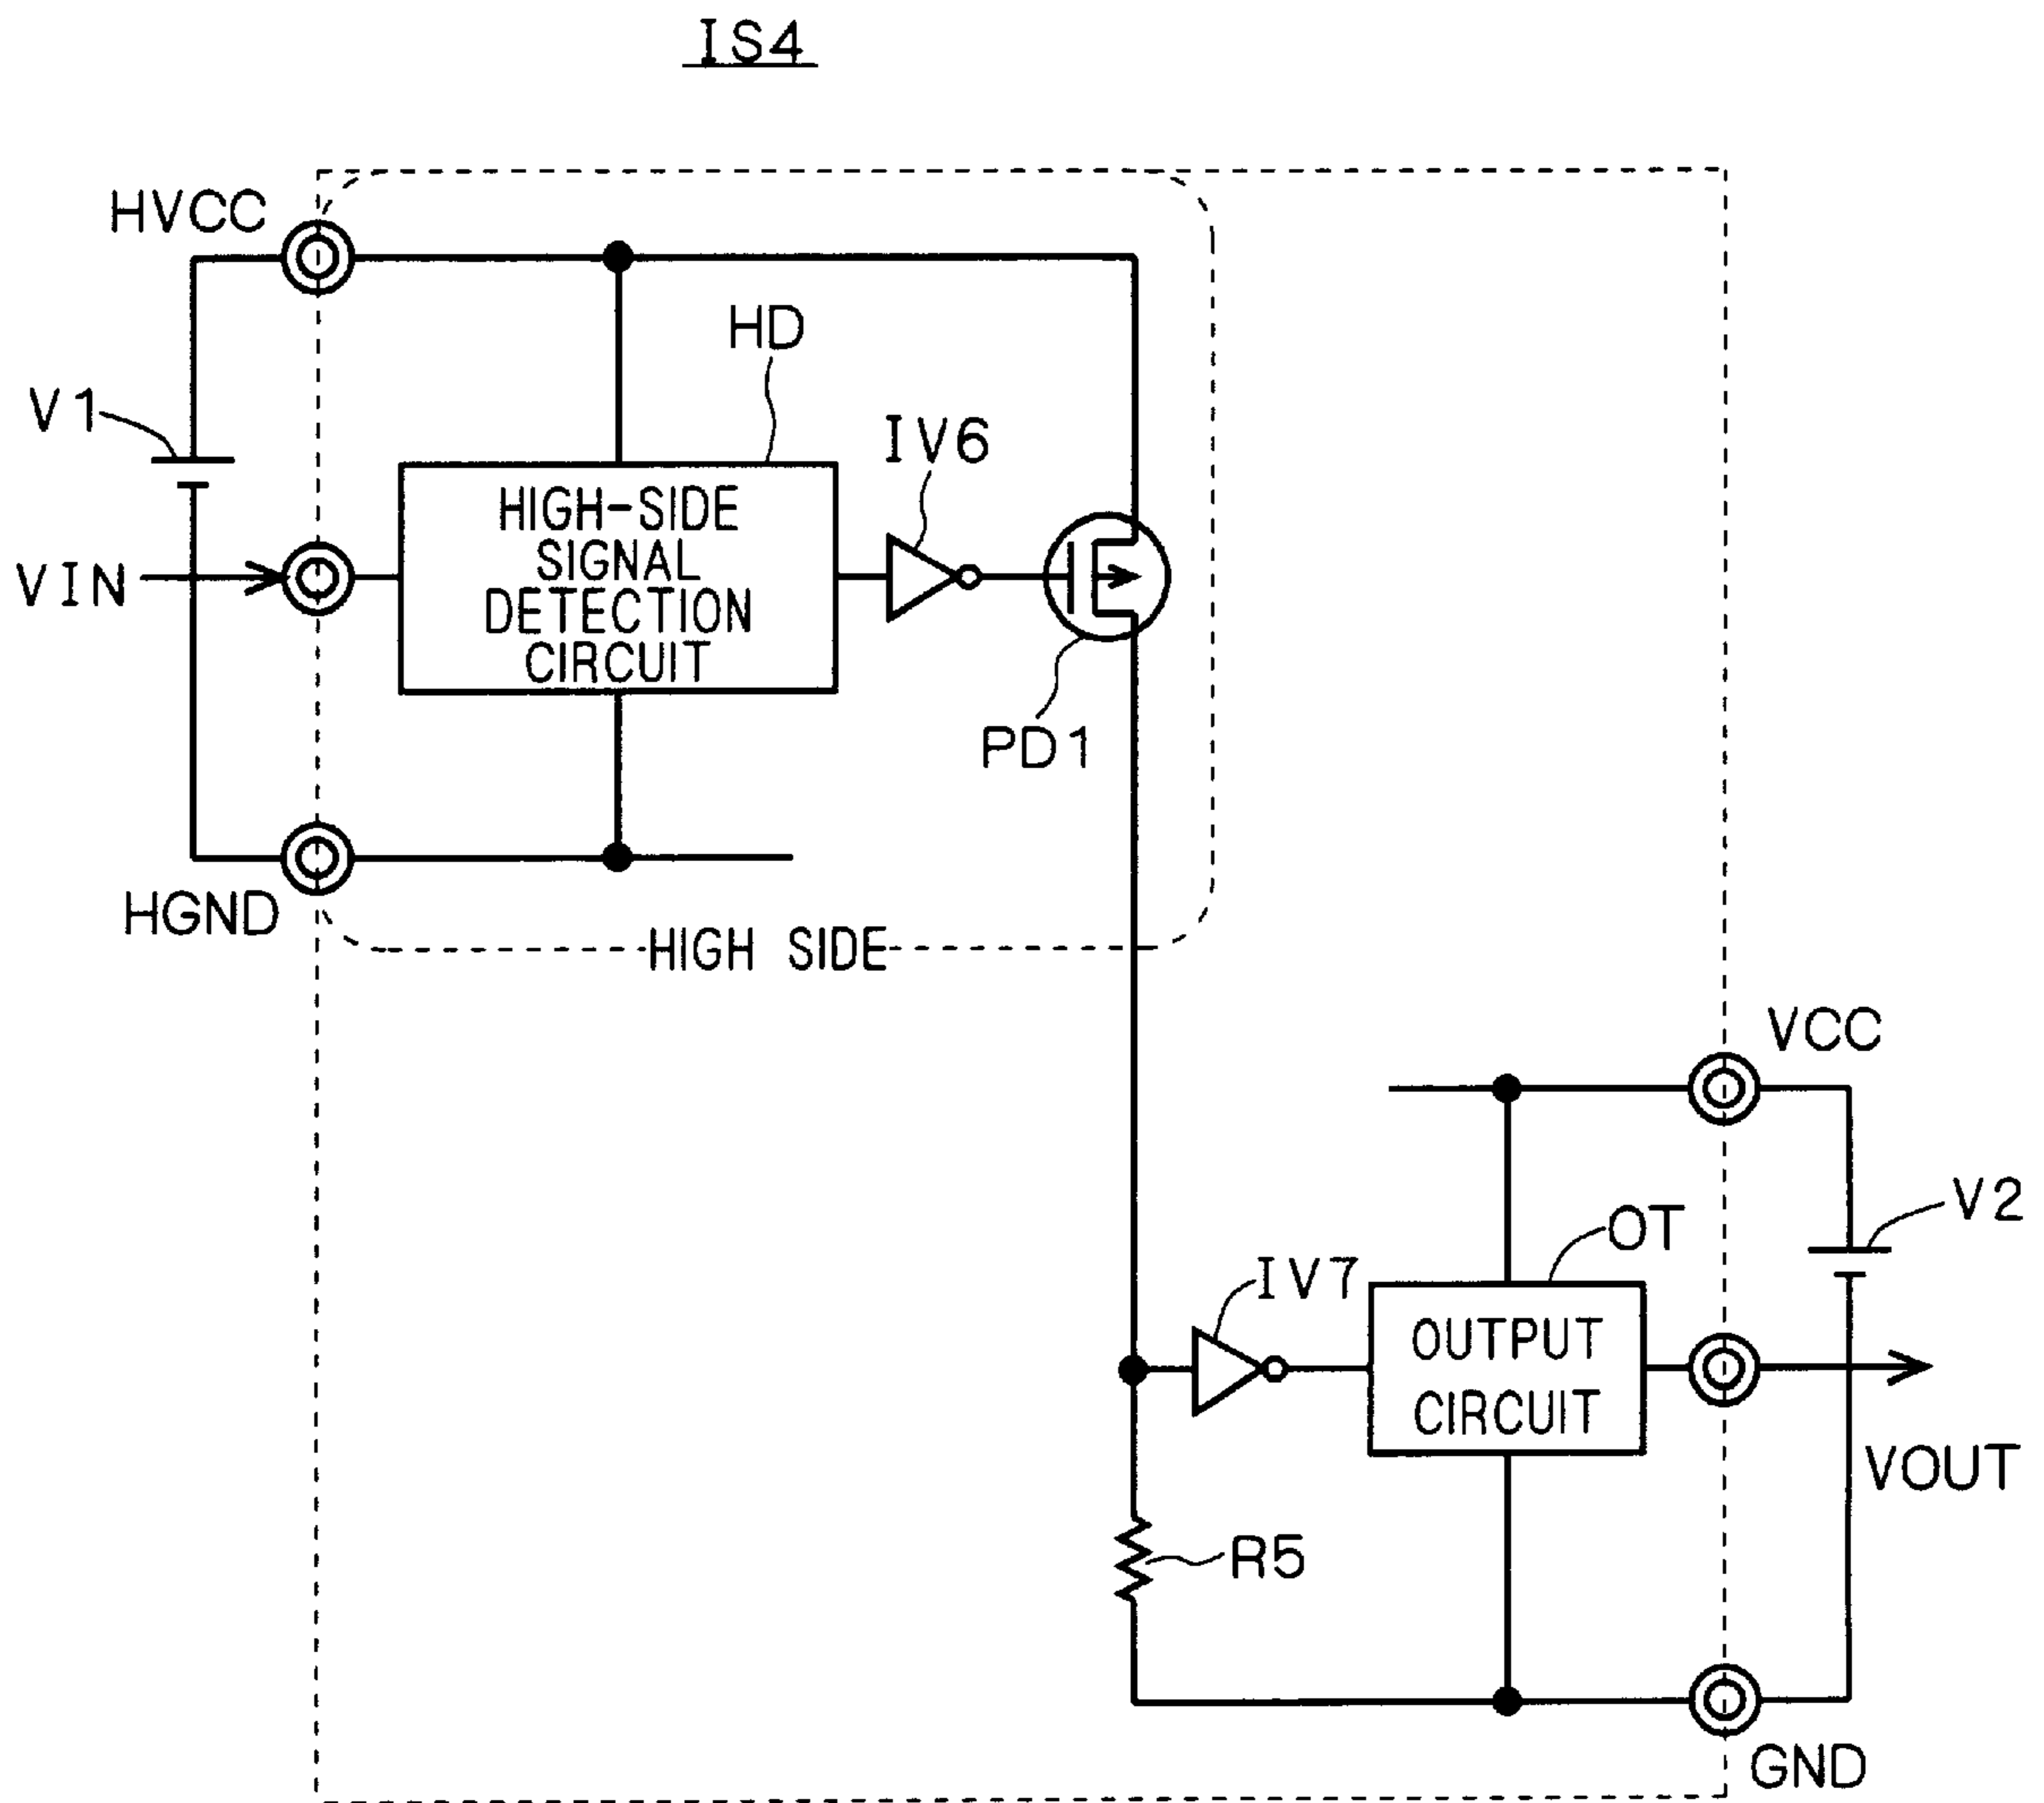 IS4
HVCC
HD
V1
IV6
HIGH-SIDE
SIGNAL
DETECTION
CIRCUIT
VIN
PD1
HGND
HIGH SIDE
VCC
V2
OT
IV7
OUTPUT
CIRCUIT
VOUT
R5
GND